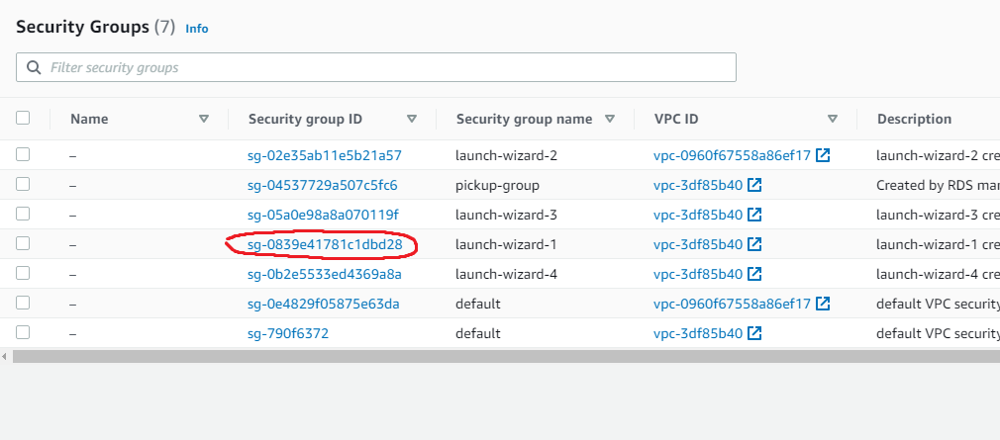 Security Groups (7) Info
Filter security groups
Name Security group ID Security group name VPC ID Description
– sg-02e35ab11e5b21a57 launch-wizard-2 vpc-0960f67558a86ef17 launch-wizard-2 cre
– sg-04537729a507c5fc6 pickup-group vpc-3df85b40 Created by RDS man
– sg-05a0e98a8a070119f launch-wizard-3 vpc-3df85b40 launch-wizard-3 cre
– sg-0839e41781c1dbd28 launch-wizard-1 vpc-3df85b40 launch-wizard-1 cre
– sg-0b2e5533ed4369a8a launch-wizard-4 vpc-3df85b40 launch-wizard-4 cre
– sg-0e4829f05875e63da default vpc-0960f67558a86ef17 default VPC security
– sg-790f6372 default vpc-3df85b40 default VPC security